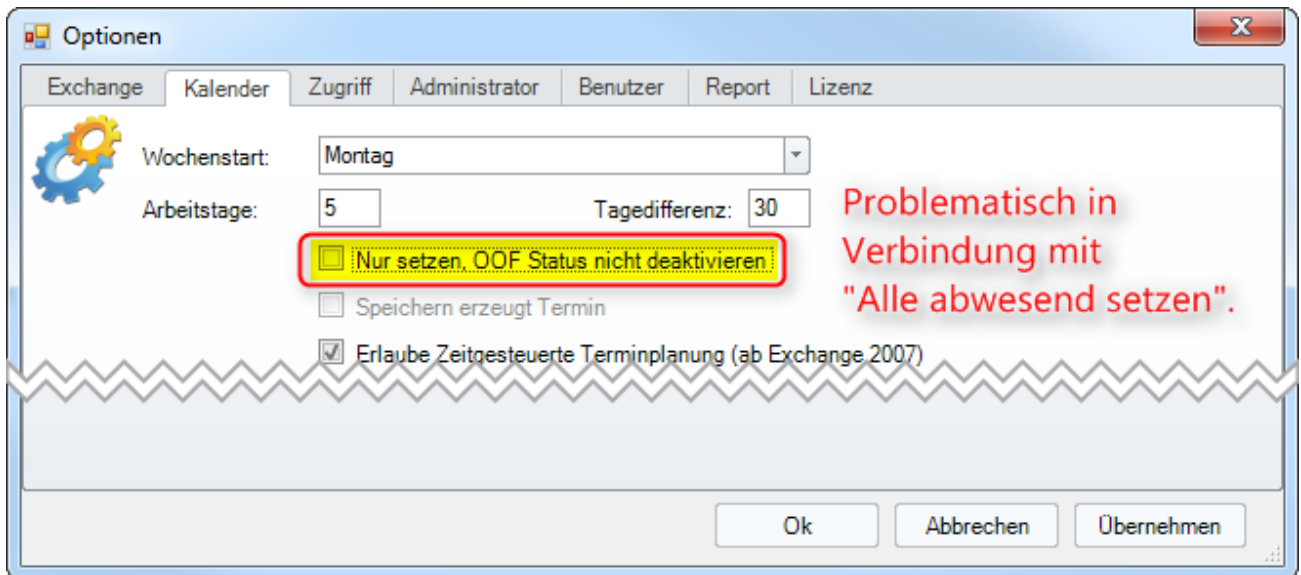 Optionen
Exchange Kalender Zugriff Administrator Benutzer Report Lizenz
Wochenstart: Montag
Arbeitstage: 5 Tagedifferenz: 30
Nur setzen, OOF Status nicht deaktivieren
Speichern erzeugt Termin
Erlaube Zeitgesteuerte Terminplanung (ab Exchange 2007)
Problematisch in
Verbindung mit
"Alle abwesend setzen".
Ok Abbrechen Übernehmen